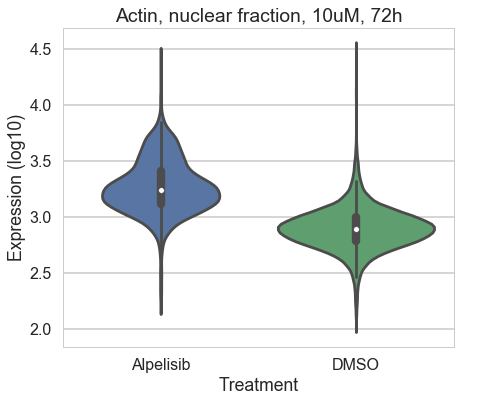 Actin, nuclear fraction, 10uM, 72h
Expression (log10)
4.5
4.0
3.5
3.0
2.5
2.0
Alpelisib DMSO
Treatment